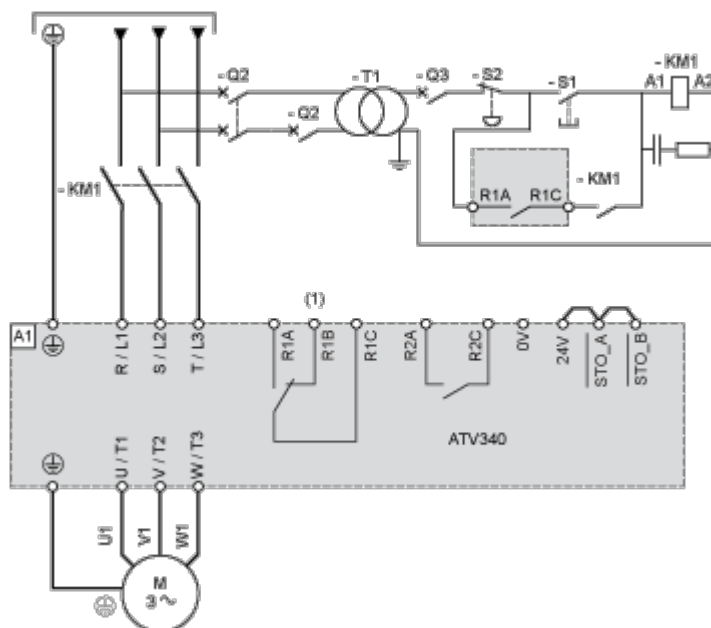 - Q2
- T1
- Q3
- S2
- S1
- KM1
A1
A2
- Q2
- KM1
- KM1
R1A
R1C
(1)
A1
R / L1
S / L2
T / L3
R1A
R1B
R1C
R2A
R2C
0V
24V
STO_A
STO_B
ATV340
U / T1
V / T2
W / T3
U1
V1
W1
M
3 ~